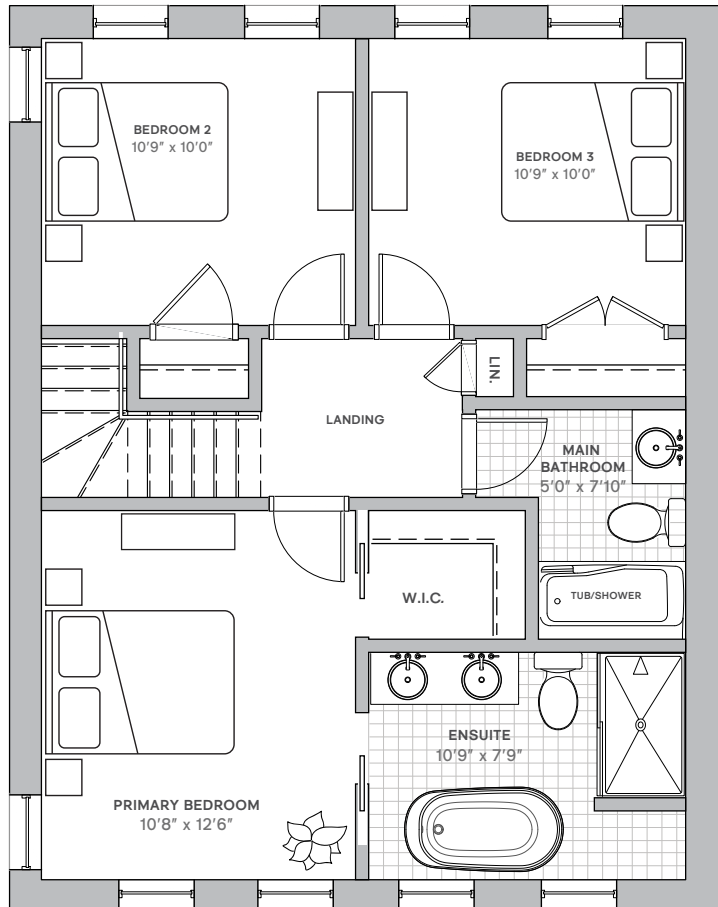 BEDROOM 2
10'9" x 10'0"
BEDROOM 3
10'9" x 10'0"
LIN.
LANDING
MAIN
BATHROOM
5'0" x 7'10"
W.I.C.
TUB/SHOWER
ENSUITE
10'9" x 7'9"
PRIMARY BEDROOM
10'8" x 12'6"